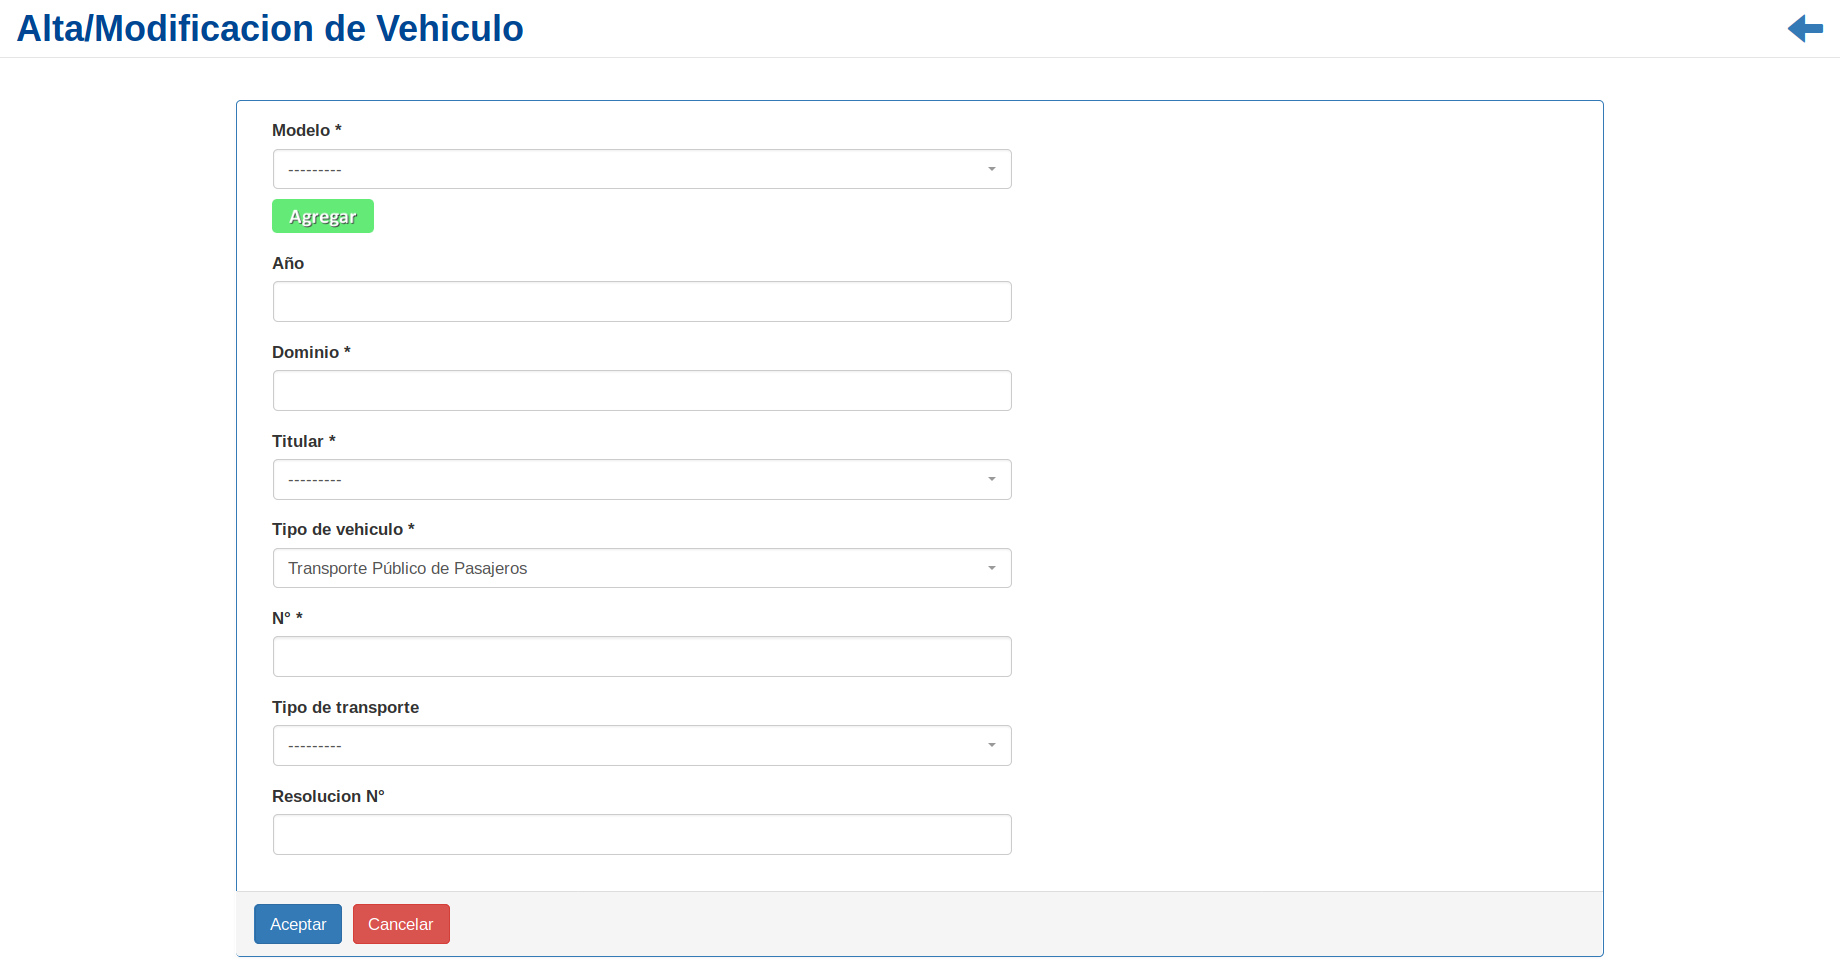 Alta/Modificacion de Vehiculo
Modelo *
---------
Agregar
Año
Dominio *
Titular *
---------
Tipo de vehiculo *
Transporte Público de Pasajeros
N° *
Tipo de transporte
---------
Resolucion N°
Aceptar Cancelar